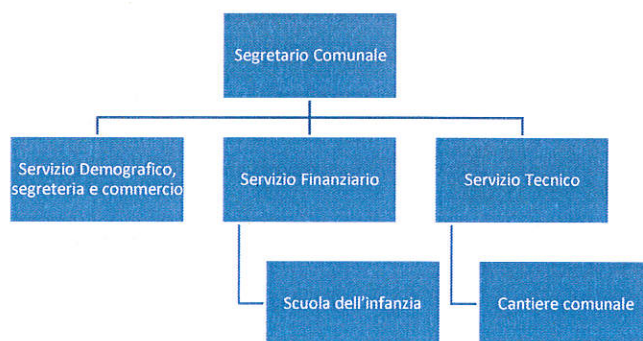 Segretario Comunale
Servizio Demografico,
segreteria e commercio
Servizio Finanziario
Servizio Tecnico
Scuola dell'infanzia
Cantiere comunale